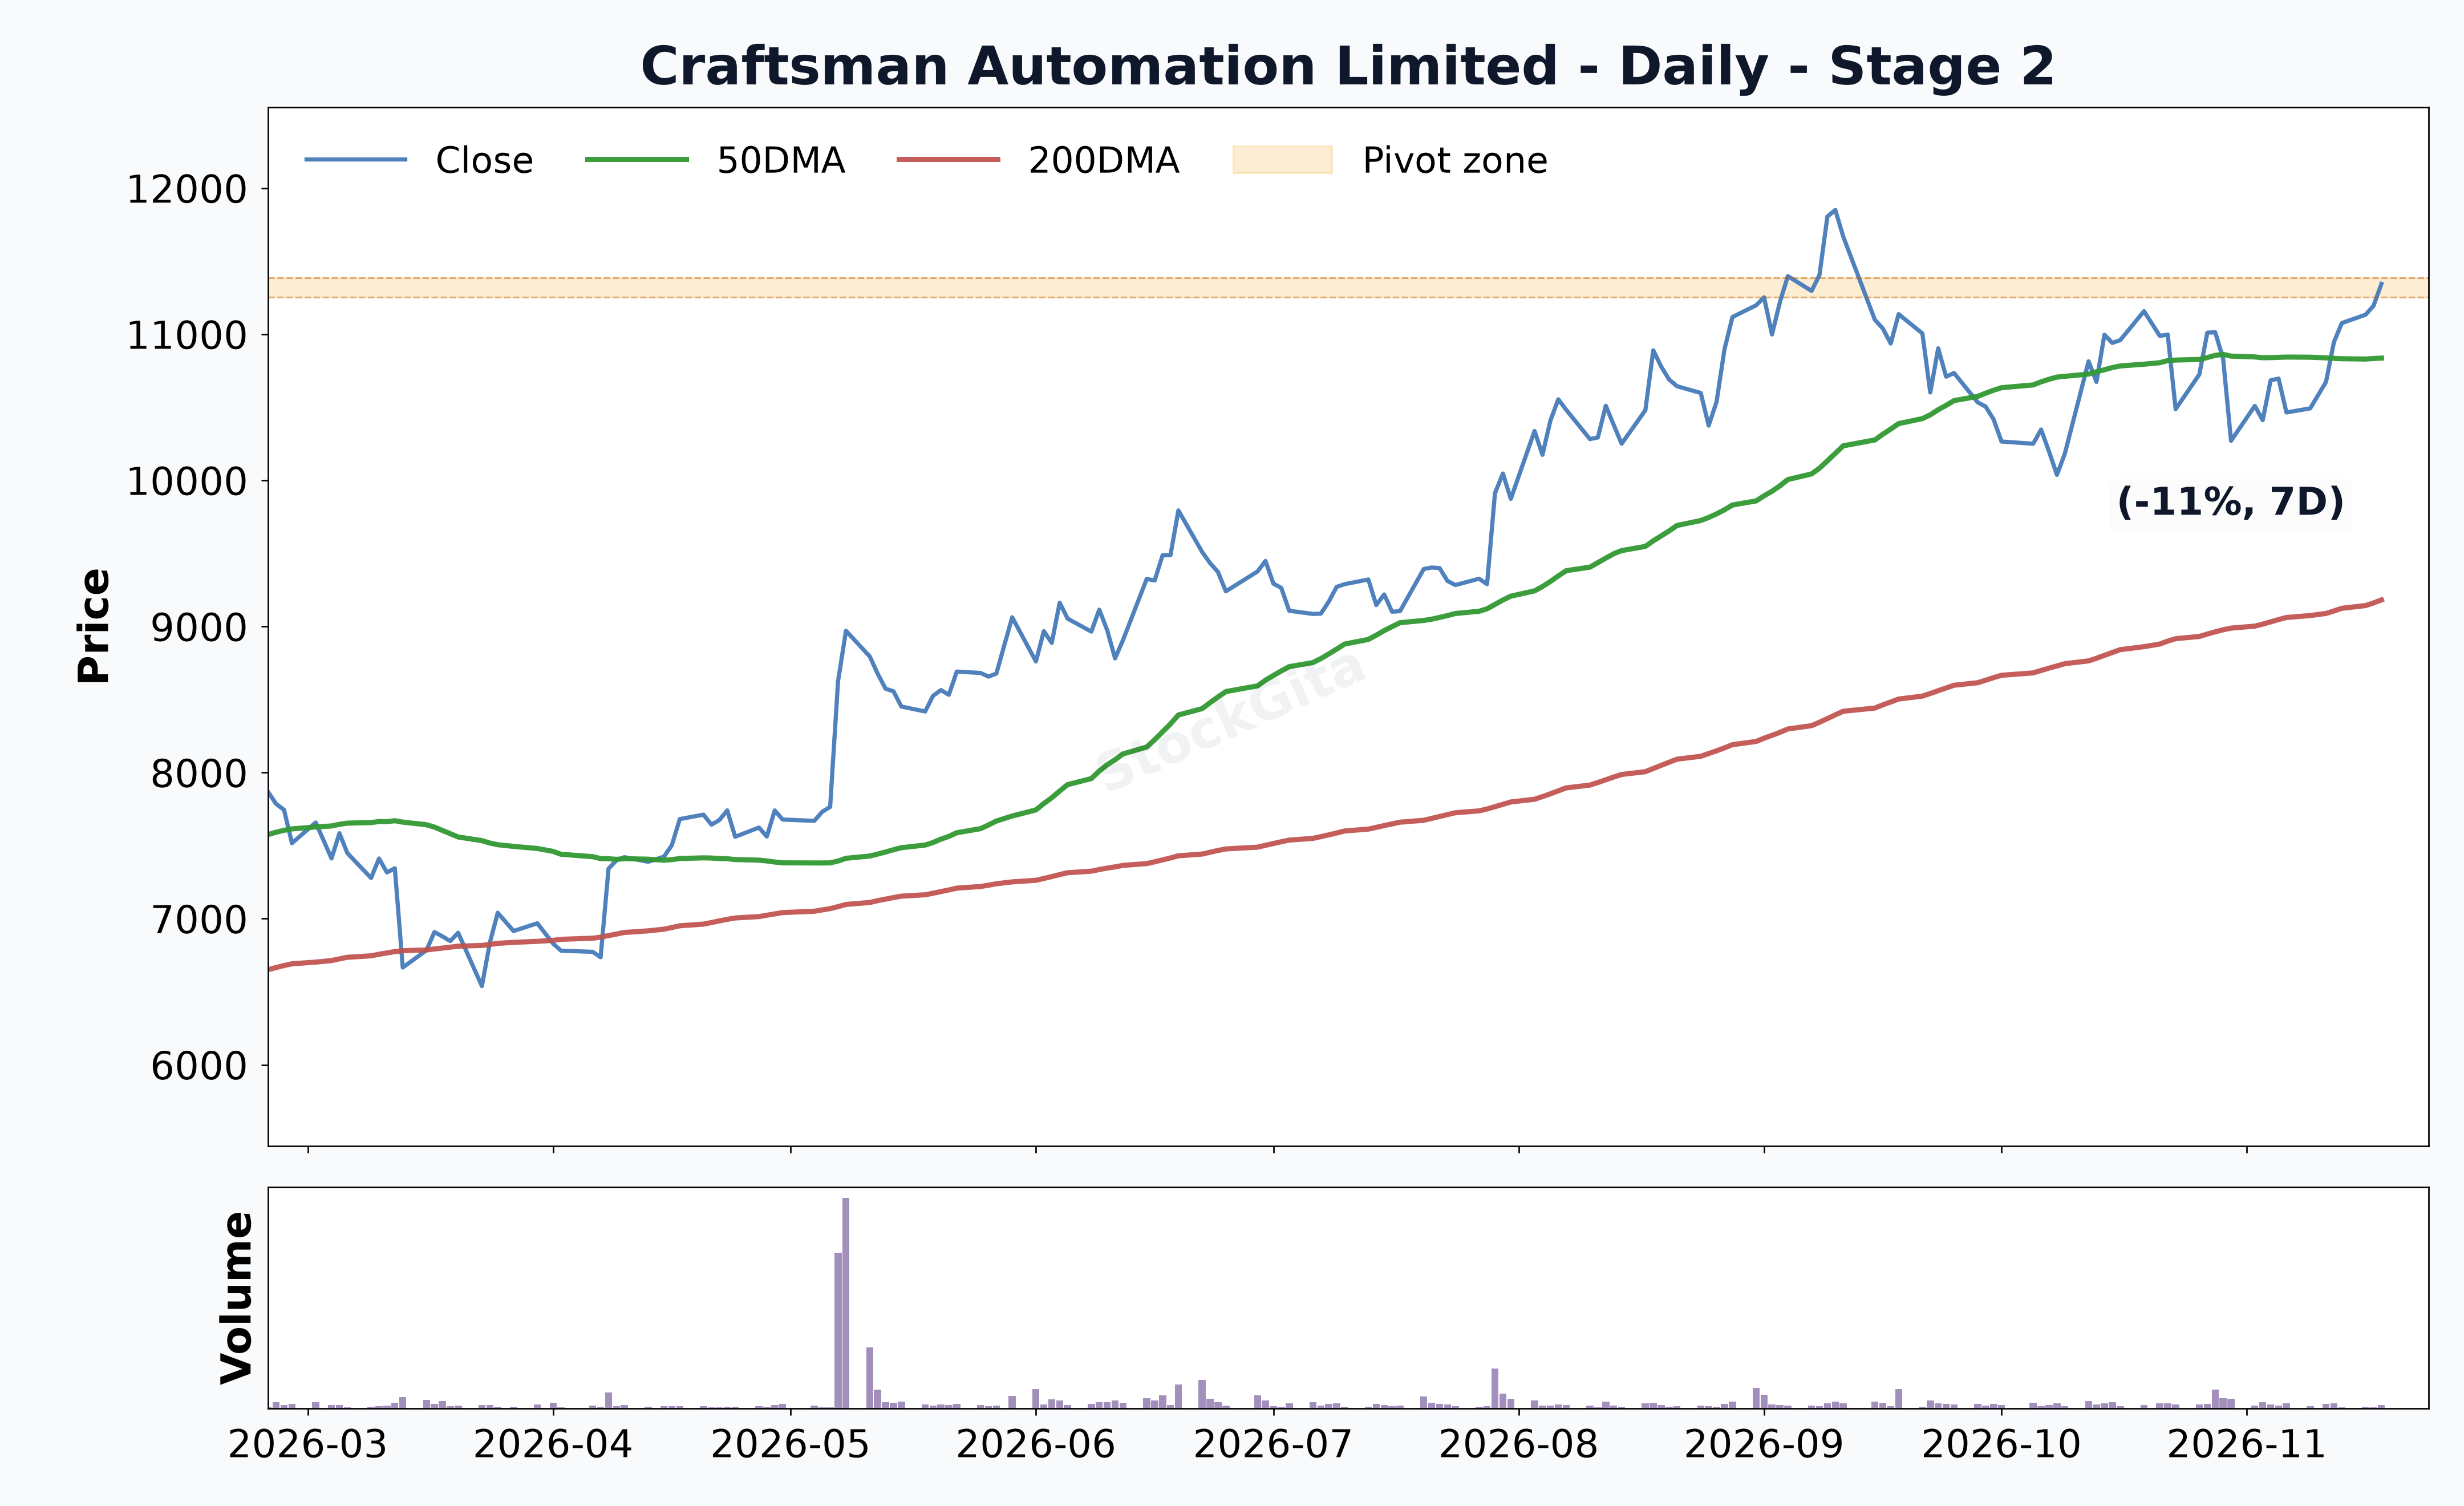 Craftsman Automation Limited - Daily - Stage 2
Close 50DMA 200DMA Pivot zone
12000
11000
10000
9000
8000
7000
6000
Price
(-11%, 7D)
StockGita
Volume
2026-03 2026-04 2026-05 2026-06 2026-07 2026-08 2026-09 2026-10 2026-11